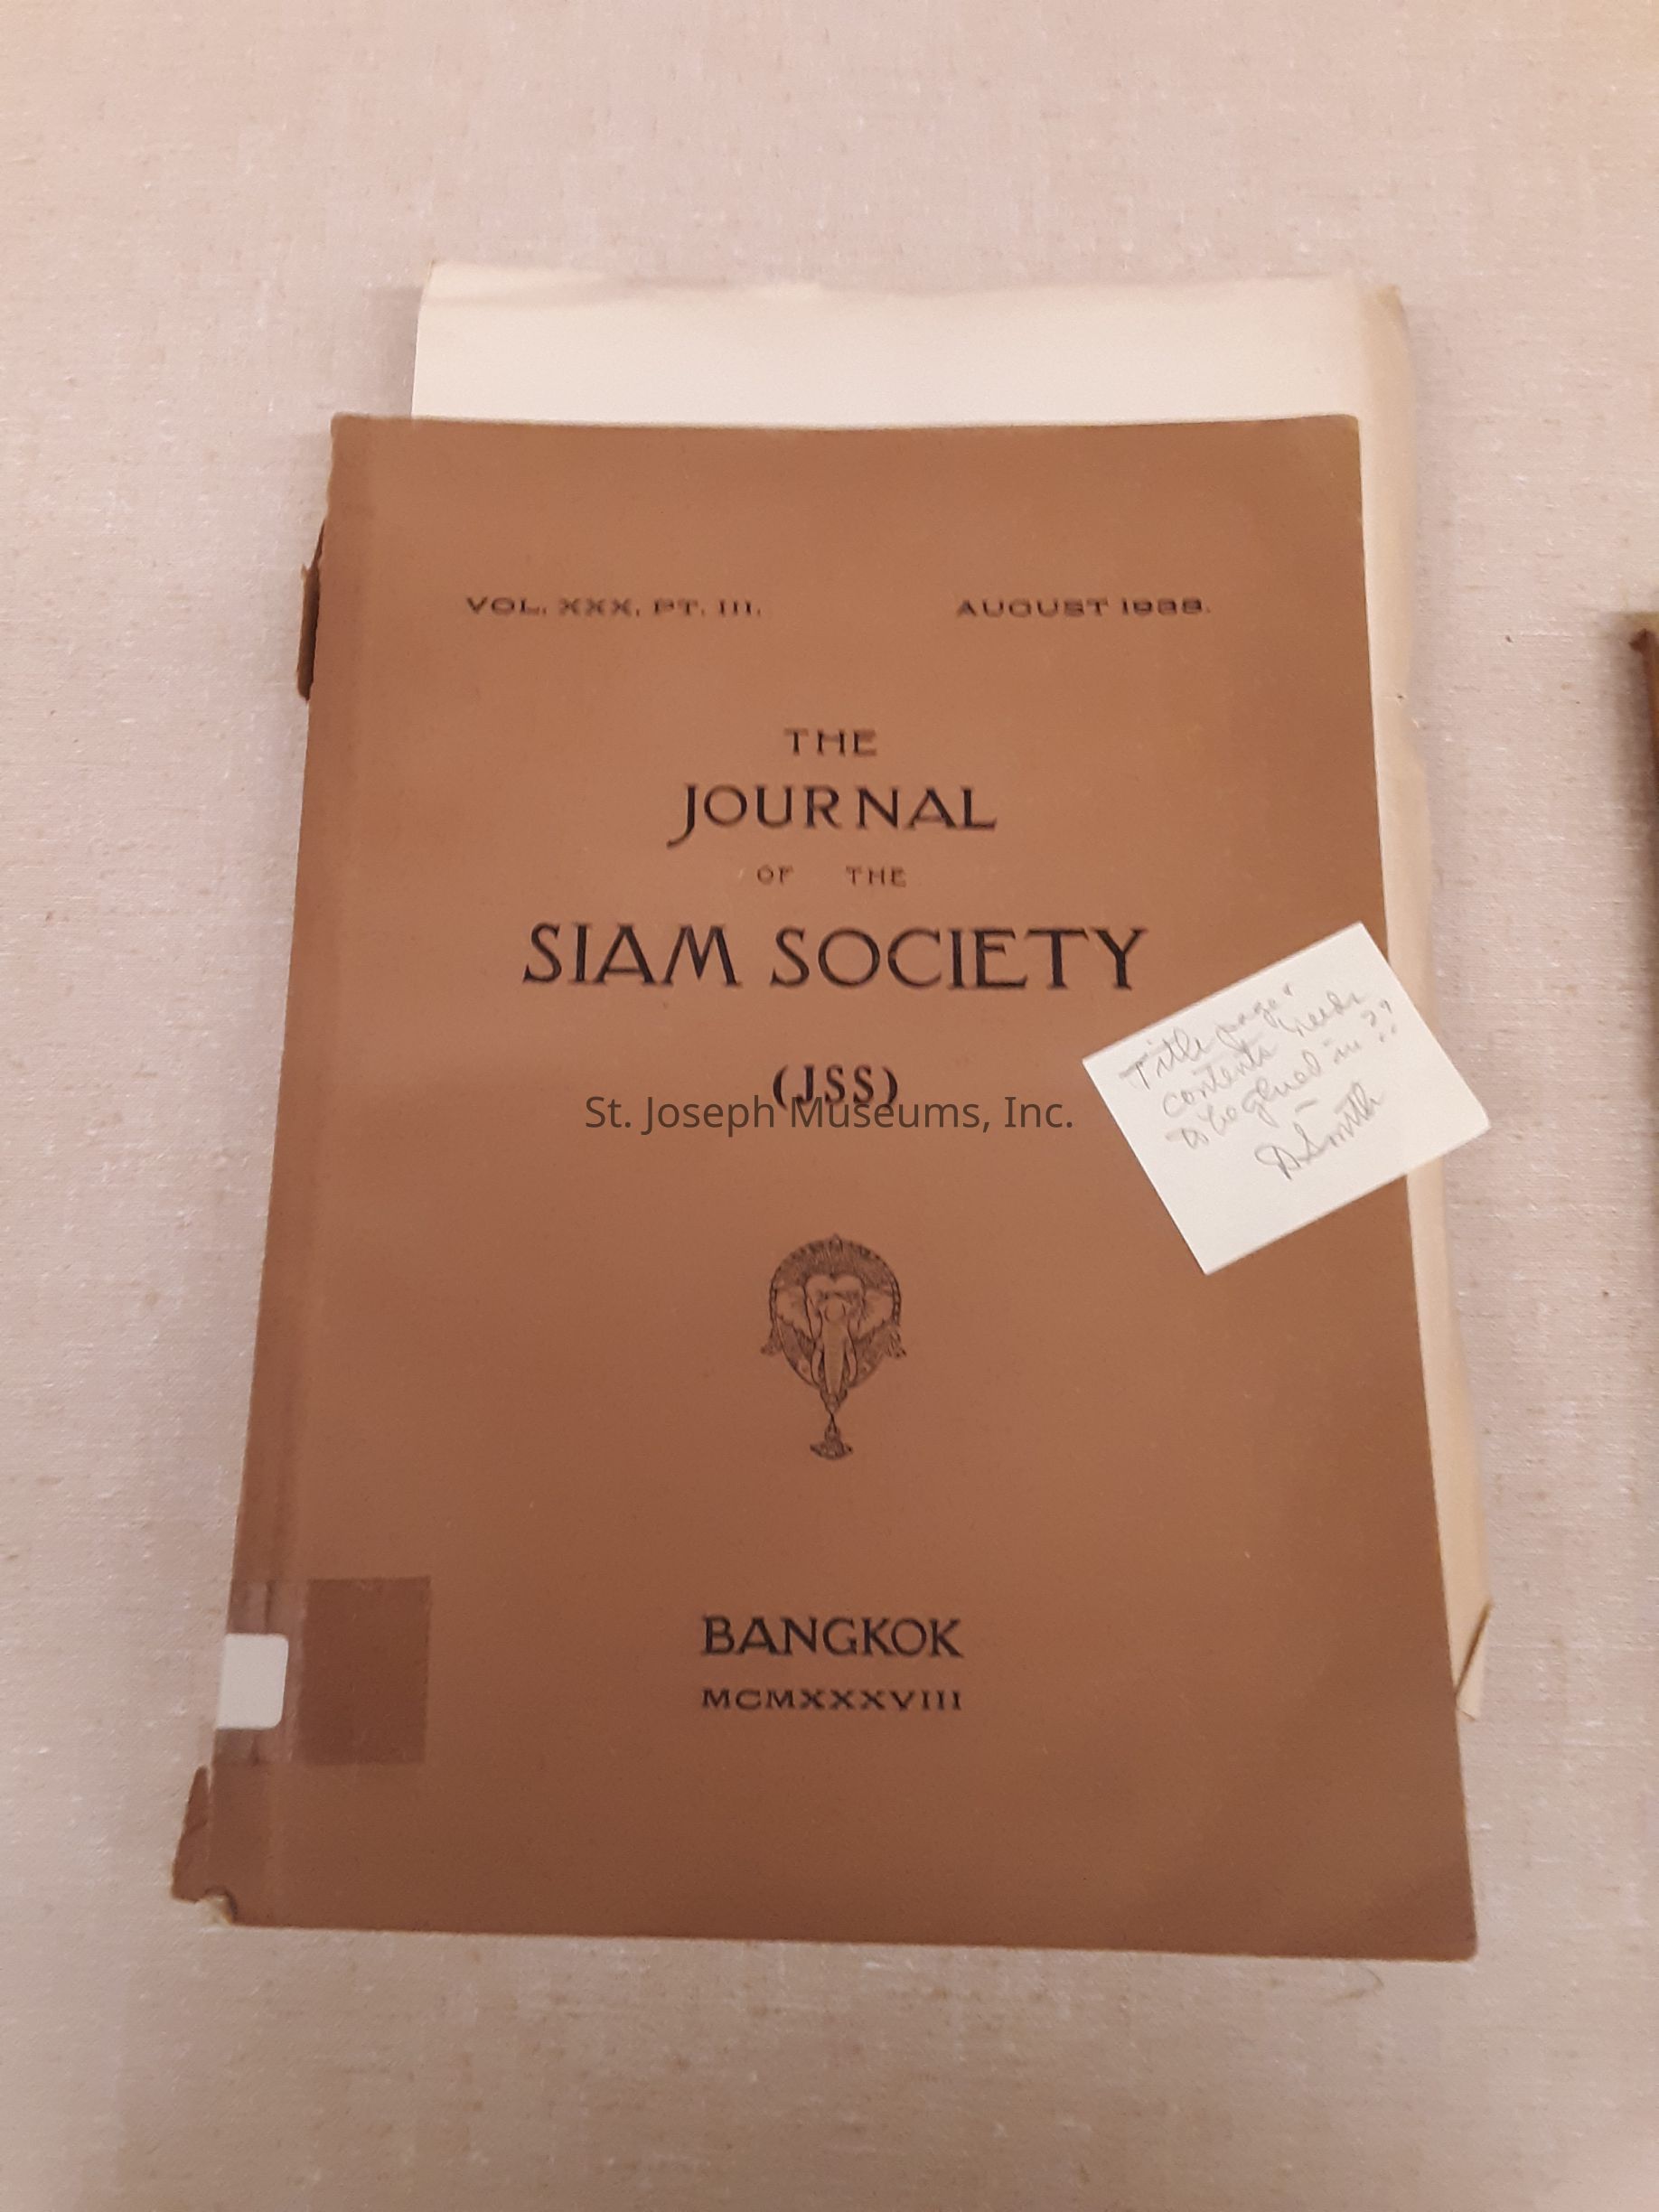 VOL. XXX, PT. III. AUGUST 1938.
THE
JOURNAL
OF THE
SIAM SOCIETY
(JSS)
St. Joseph Museums, Inc.
BANGKOK
MCMXXXVIII
Title page &
contents needs
to be glued in??
D Smith